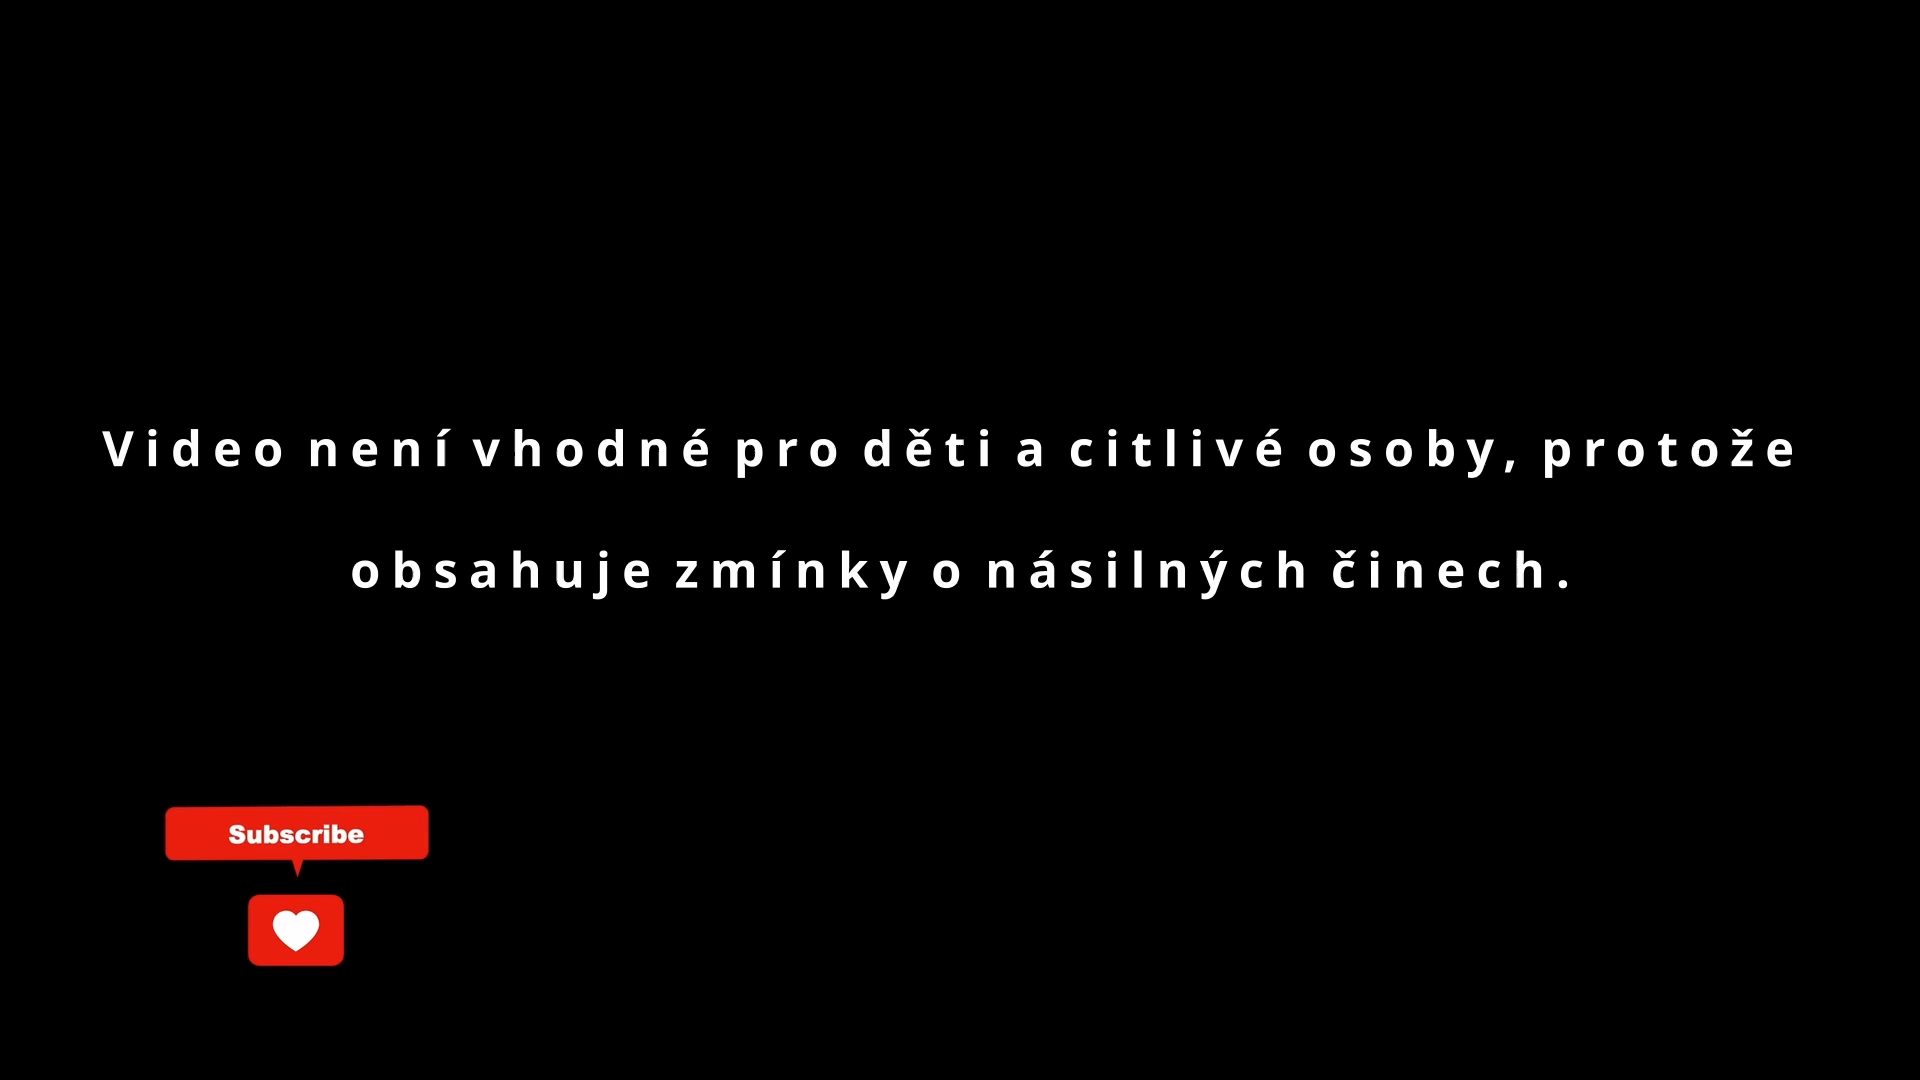 Video není vhodné pro děti a citlivé osoby, protože
obsahuje zmínky o násilných činech.
Subscribe